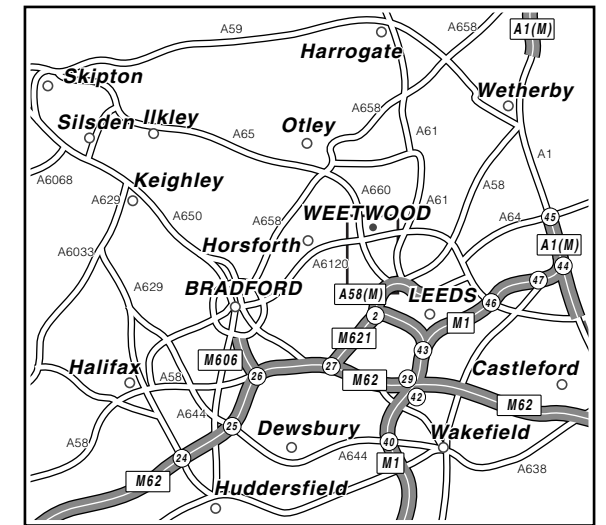 A59
A658
A1(M)
Harrogate
Skipton
Wetherby
A658
Silsden
Ilkley
Otley
A65
A61
A1
A6068
A629
Keighley
A660
A58
A650
A658
WEETWOOD
A61
A64
45
A6033
Horsforth
A6120
A1(M)
44
A629
BRADFORD
A58(M)
LEEDS
47
46
2
M621
M1
43
M606
Halifax
A58
26
27
M62
29
Castleford
42
M62
A644
25
Dewsbury
Wakefield
A58
40
24
A644
M1
A638
M62
Huddersfield